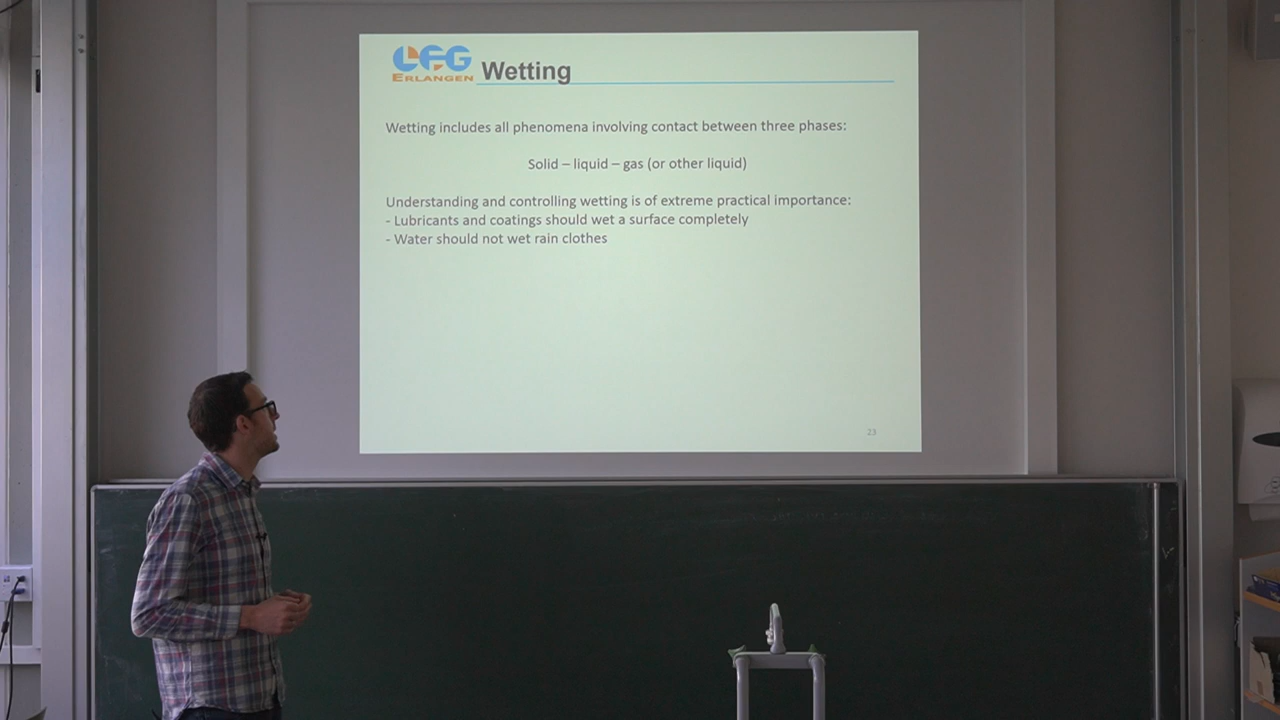 LFG
ERLANGEN
Wetting
Wetting includes all phenomena involving contact between three phases:
Solid – liquid – gas (or other liquid)
Understanding and controlling wetting is of extreme practical importance:
- Lubricants and coatings should wet a surface completely
- Water should not wet rain clothes
23